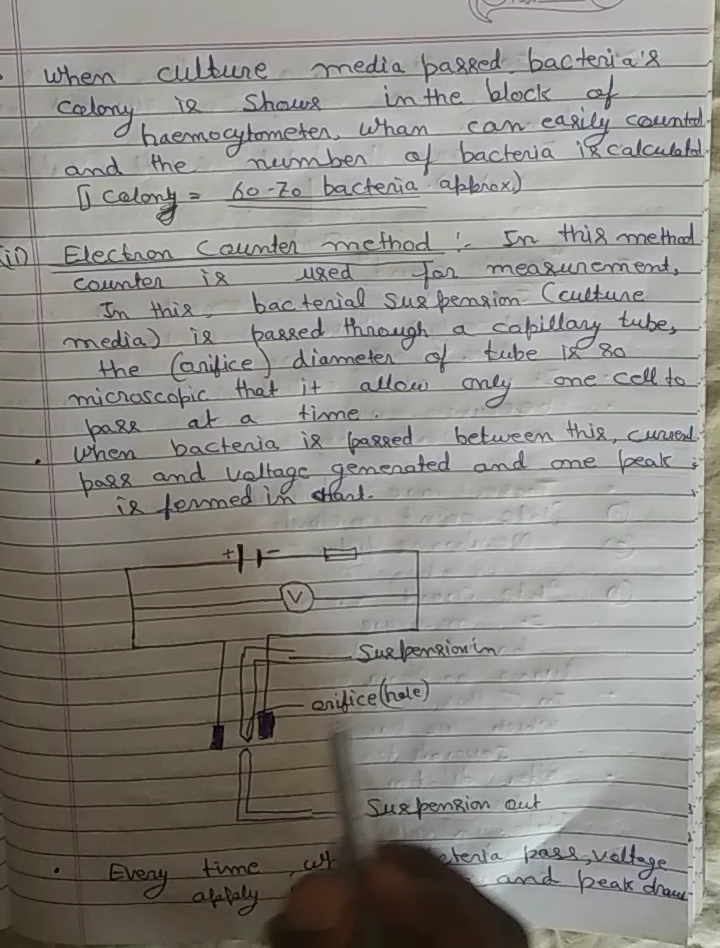 When culture media passed bacteria's
colony is shows in the block of
haemocytometer, whan can easily counted
and the number of bacteria is calculated.
[1 colony = 60-70 bacteria approx)
(ii) Electron Counter method :- In this method
counter is used for measurement,
In this, bacterial suspension (culture
media) is passed through a capillary tube,
the (orifice) diameter of tube is so
microscopic that it allow only one cell to
pass at a time.
• When bacteria is passed between this, current
pass and voltage generated and one peak
is formed in chart.
+ -
V
Suspension in
orifice (hole)
Suspension out
• Every time, pass, voltage
apply and peak draw